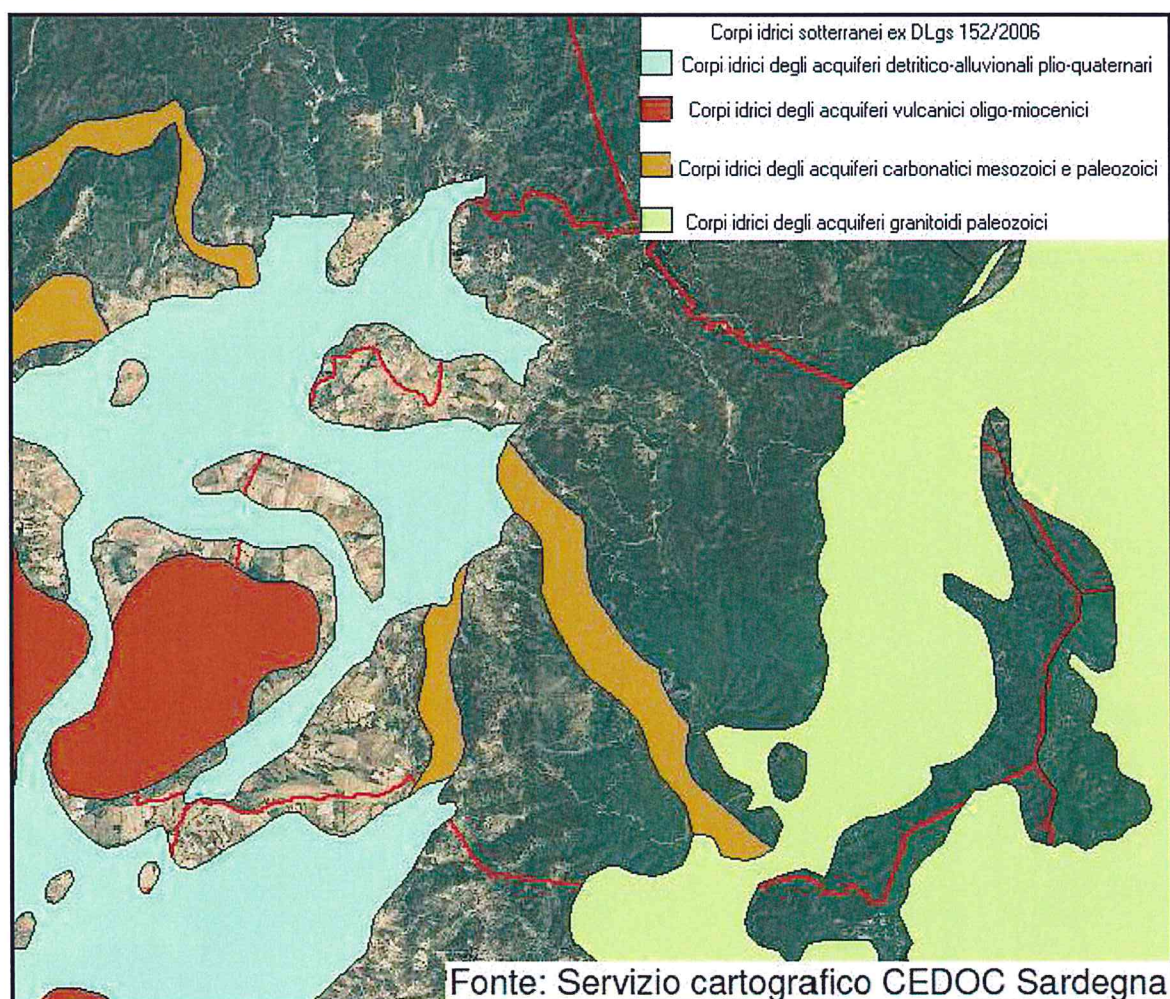 Corpi idrici sotterranei ex DLgs 152/2006
Corpi idrici degli acquiferi detritico-alluvionali plio-quaternari
Corpi idrici degli acquiferi vulcanici oligo-miocenici
Corpi idrici degli acquiferi carbonatici mesozoici e paleozoici
Corpi idrici degli acquiferi granitoidi paleozoici
Fonte: Servizio cartografico CEDOC Sardegna